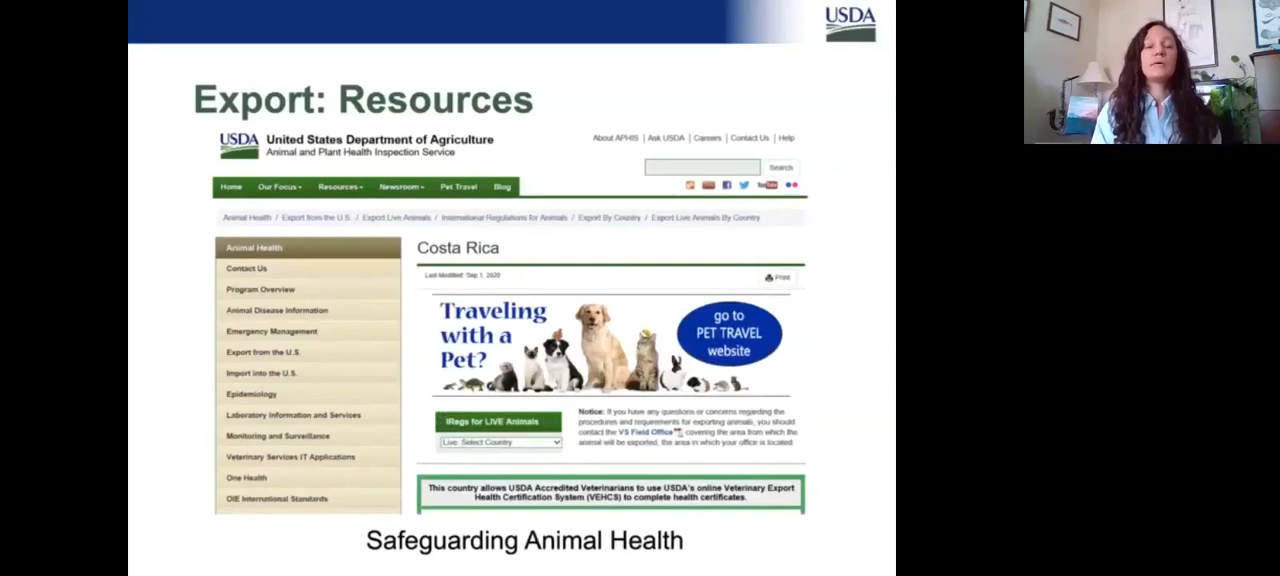 USDA
Export: Resources
USDA United States Department of Agriculture
Animal and Plant Health Inspection Service
About APHIS | Ask USDA | Careers | Contact Us | Help
Search
Home Our Focus Resources Newsroom Pet Travel Blog
YouTube
Animal Health / Export from the U.S. / Export Live Animals / International Regulations for Animals / Export By Country / Export Live Animals By Country
Animal Health
Contact Us
Program Overview
Animal Disease Information
Emergency Management
Export from the U.S.
Import into the U.S.
Epidemiology
Laboratory Information and Services
Monitoring and Surveillance
Veterinary Services IT Applications
One Health
OIE International Standards
Costa Rica
Last Modified: Sep 1, 2020
Print
Traveling
with a
Pet?
go to
PET TRAVEL
website
IRegs for LIVE Animals
Live: Select Country
Notice: If you have any questions or concerns regarding the
procedures and requirements for exporting animals, you should
contact the VS Field Office covering the area from which the
animal will be exported, the area in which your office is located.
This country allows USDA Accredited Veterinarians to use USDA's online Veterinary Export
Health Certification System (VEHCS) to complete health certificates.
Safeguarding Animal Health